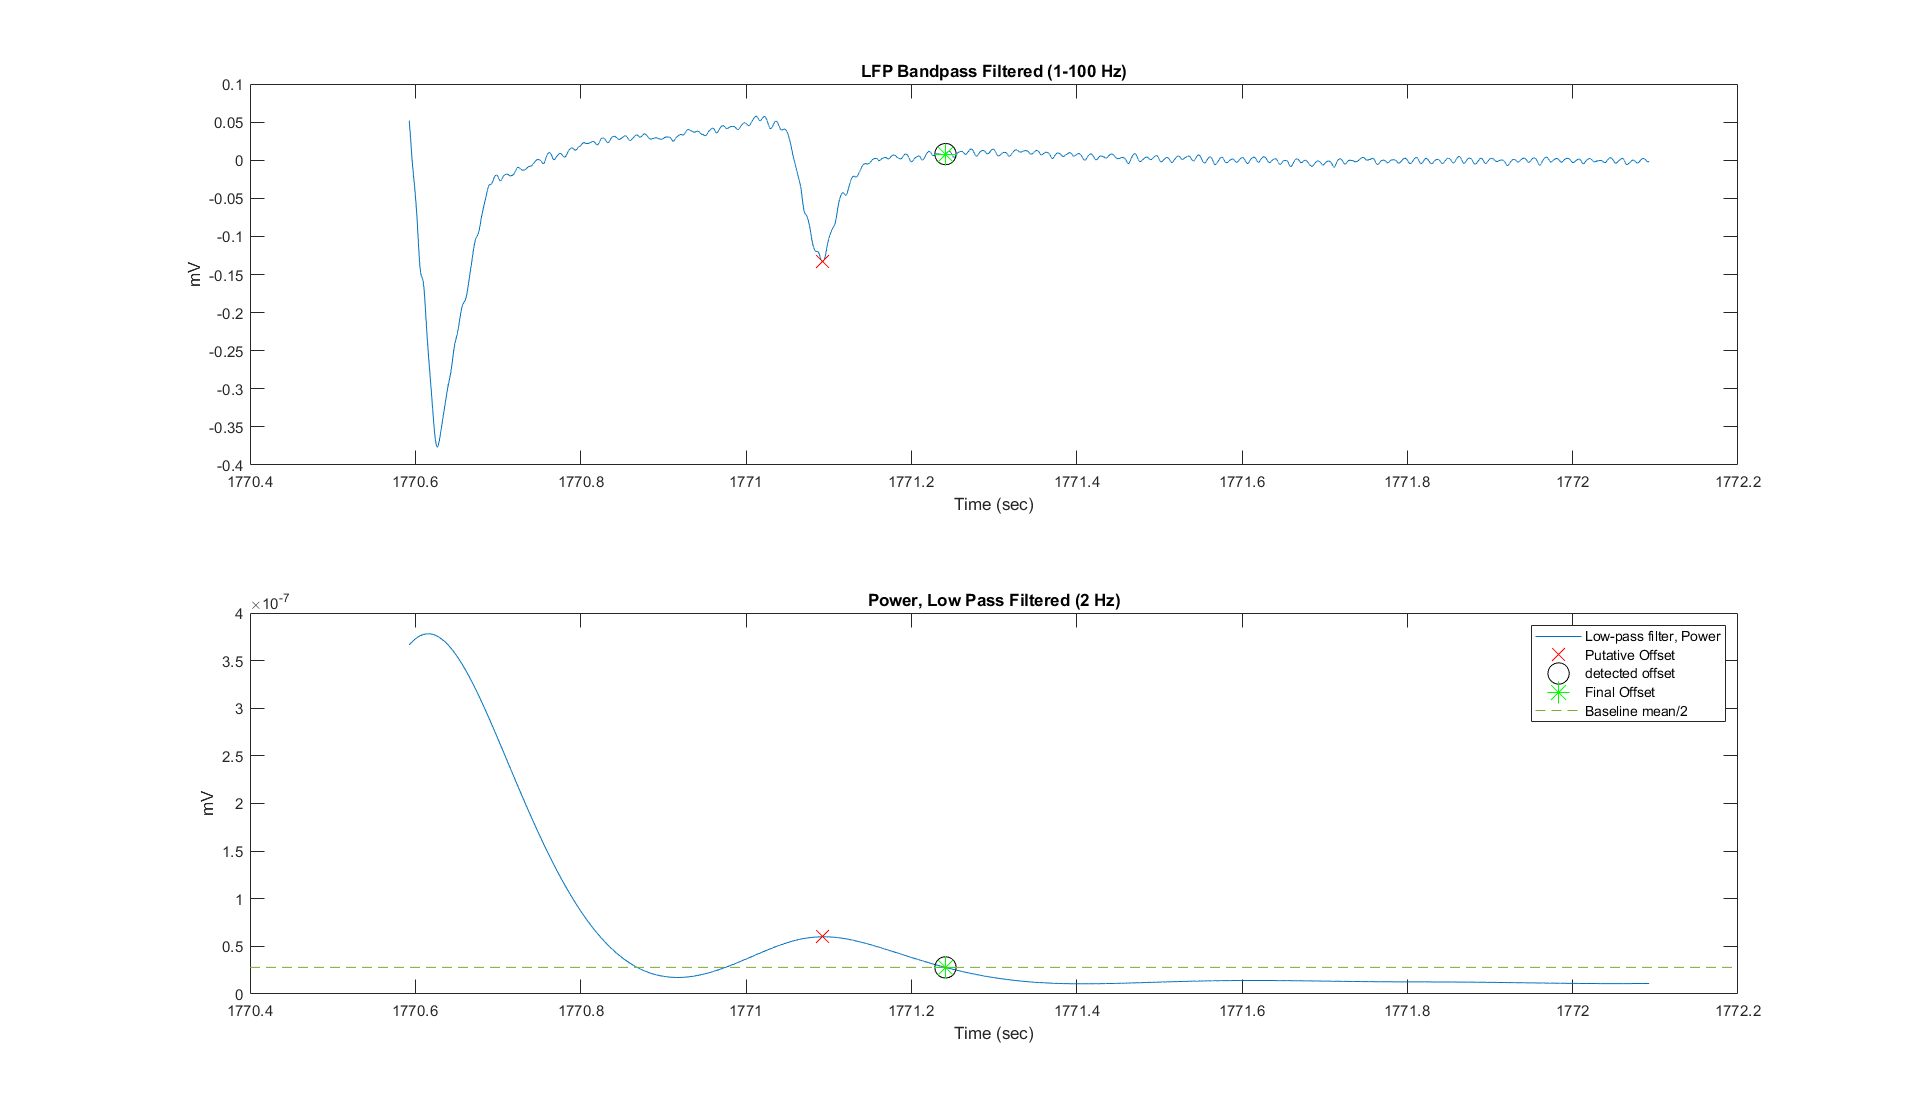 LFP Bandpass Filtered (1-100 Hz)
0.1
0.05
0
-0.05
-0.1
-0.15
-0.2
-0.25
-0.3
-0.35
-0.4
mV
1770.4 1770.6 1770.8 1771 1771.2 1771.4 1771.6 1771.8 1772 1772.2
Time (sec)
Power, Low Pass Filtered (2 Hz)
×10-7
4
3.5
3
2.5
2
1.5
1
0.5
0
mV
Low-pass filter, Power
Putative Offset
detected offset
Final Offset
Baseline mean/2
1770.4 1770.6 1770.8 1771 1771.2 1771.4 1771.6 1771.8 1772 1772.2
Time (sec)